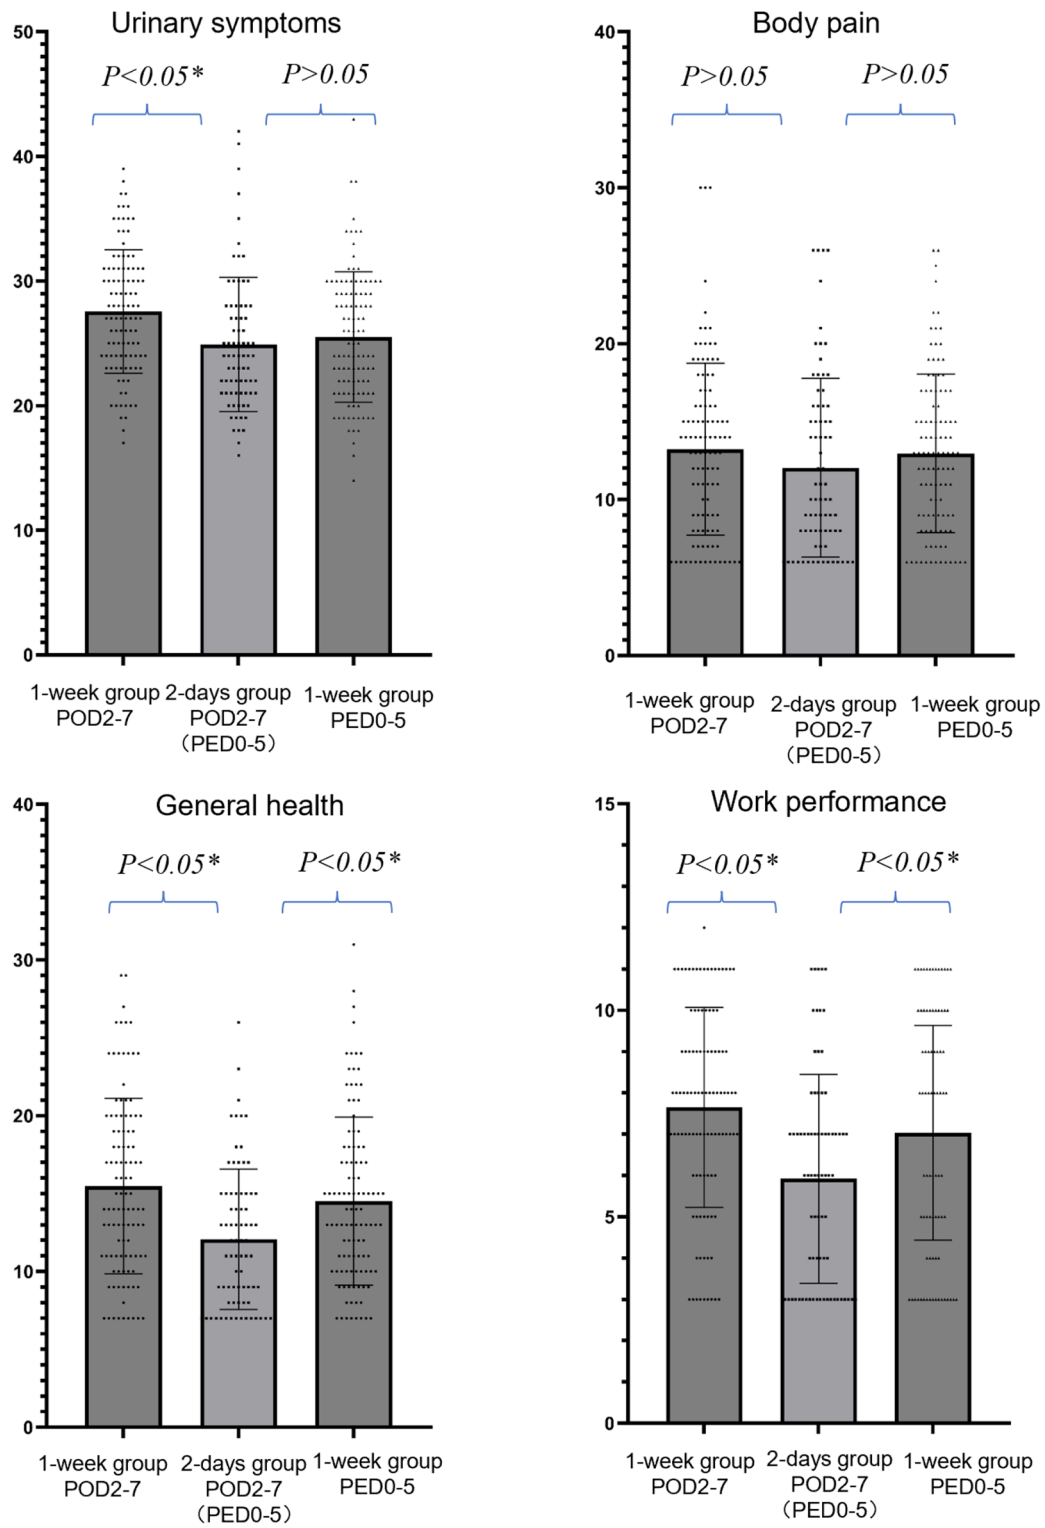 Urinary symptoms
P<0.05*
P>0.05
50
40
30
20
10
0
1-week group
POD2-7
2-days group
POD2-7
（PED0-5）
1-week group
PED0-5
Body pain
P>0.05
P>0.05
40
30
20
10
0
1-week group
POD2-7
2-days group
POD2-7
（PED0-5）
1-week group
PED0-5
General health
P<0.05*
P<0.05*
40
30
20
10
0
1-week group
POD2-7
2-days group
POD2-7
（PED0-5）
1-week group
PED0-5
Work performance
P<0.05*
P<0.05*
15
10
5
0
1-week group
POD2-7
2-days group
POD2-7
（PED0-5）
1-week group
PED0-5